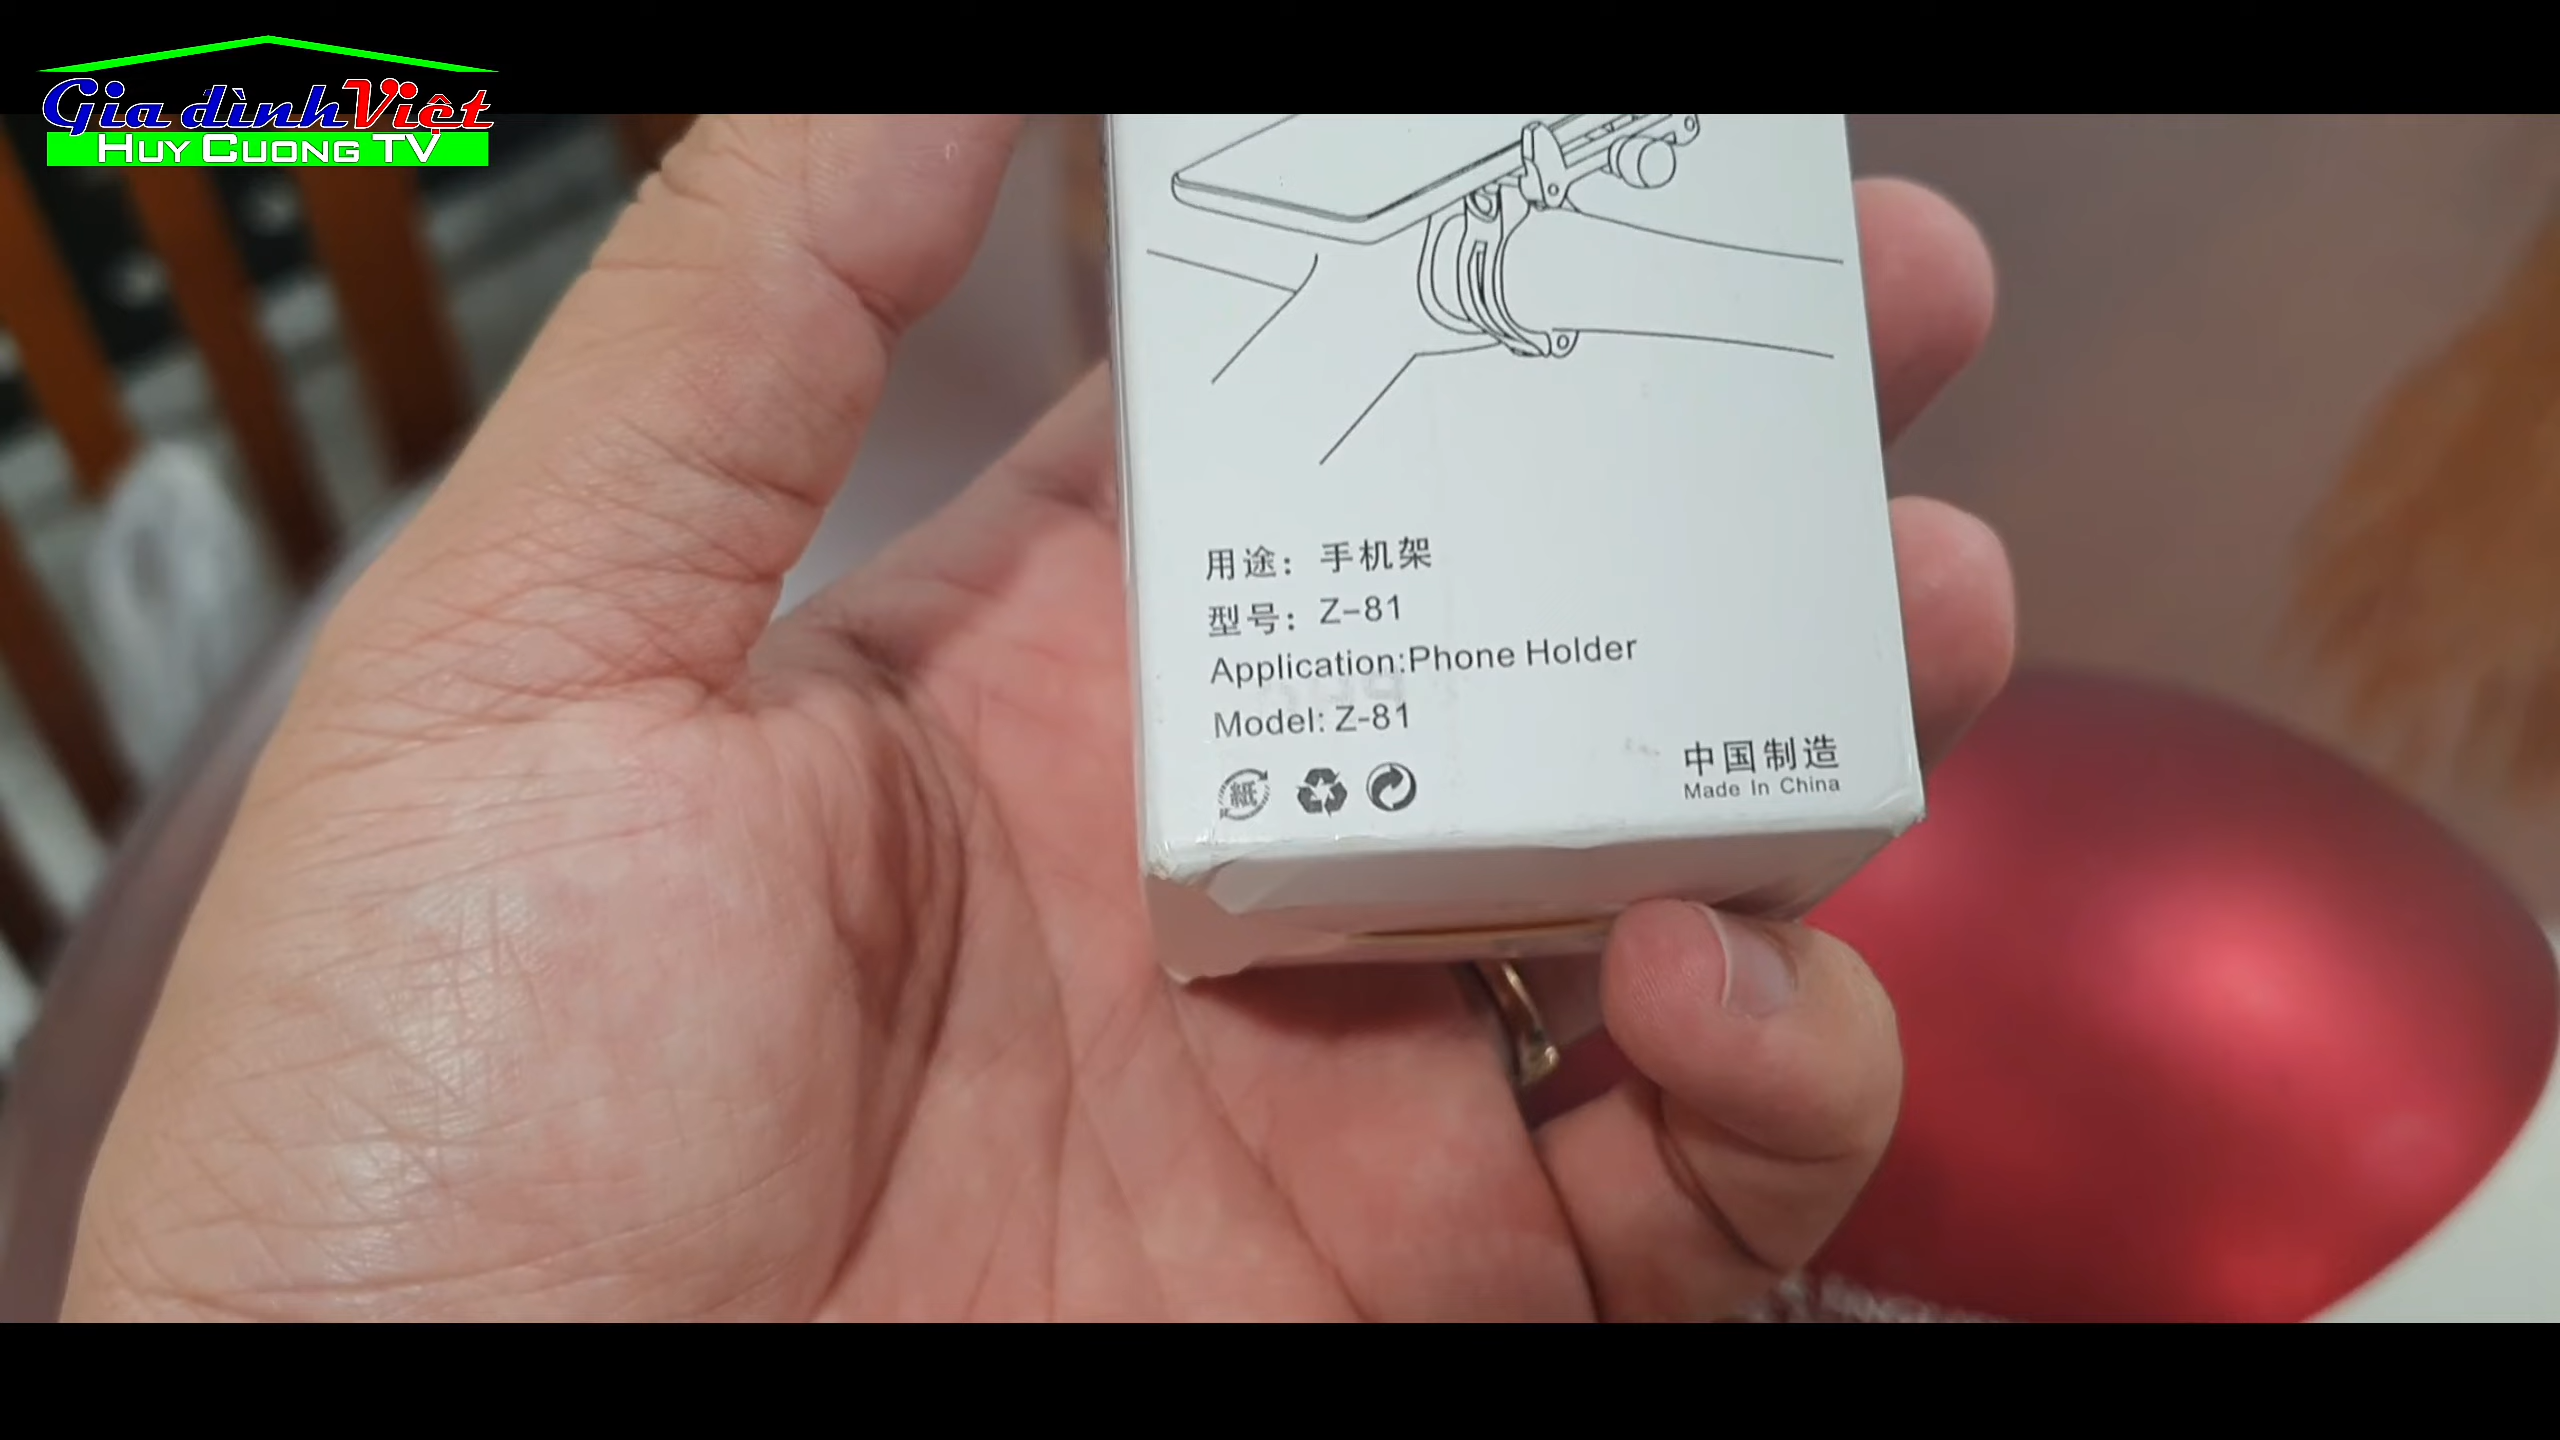 Gia đình Việt
HUY CUONG TV
用途：手机架
型号：Z-81
Application:Phone Holder
Model: Z-81
紙
中国制造
Made In China